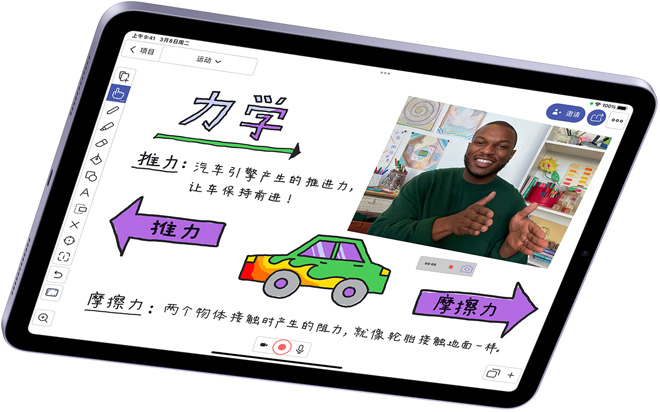 上午9:41 3月8日周二
100%
项目
运动
邀请
力学
推力：汽车引擎产生的推进力，
让车保持前进！
推力
00:00
摩擦力
摩擦力：两个物体接触时产生的阻力，就像轮胎接触地面一样。